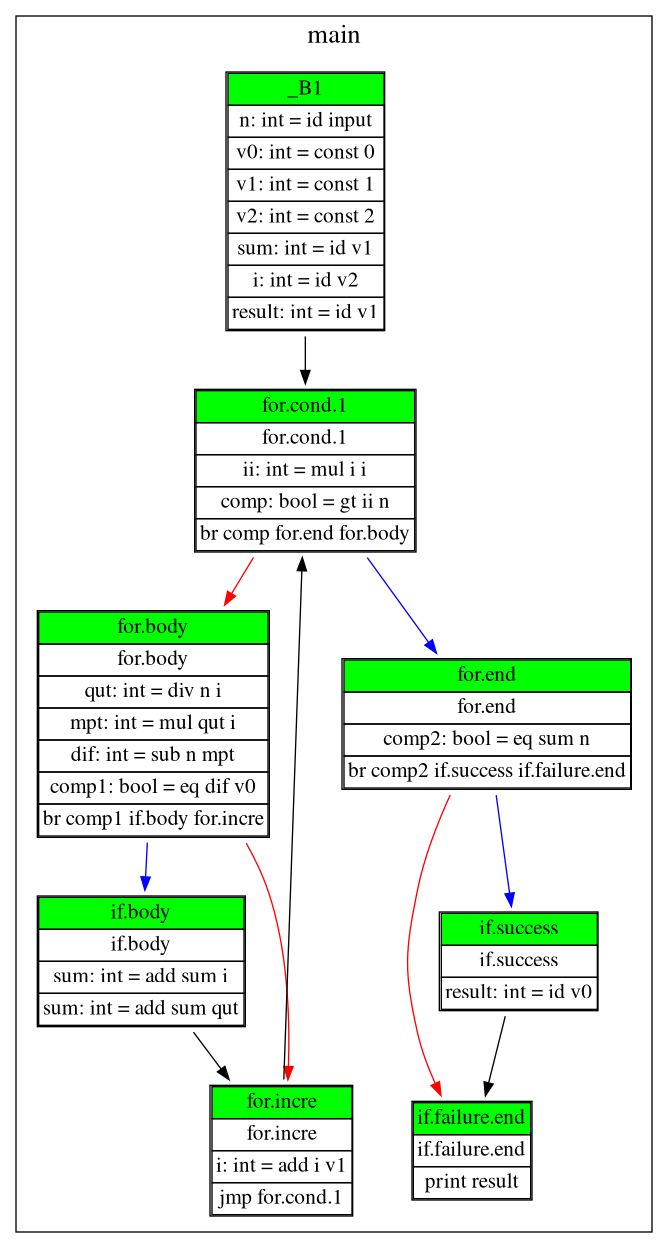 main
_B1
n: int = id input
v0: int = const 0
v1: int = const 1
v2: int = const 2
sum: int = id v1
i: int = id v2
result: int = id v1
for.cond.1
for.cond.1
ii: int = mul i i
comp: bool = gt ii n
br comp for.end for.body
for.body
for.body
qut: int = div n i
mpt: int = mul qut i
dif: int = sub n mpt
comp1: bool = eq dif v0
br comp1 if.body for.incre
for.end
for.end
comp2: bool = eq sum n
br comp2 if.success if.failure.end
if.body
if.body
sum: int = add sum i
sum: int = add sum qut
if.success
if.success
result: int = id v0
for.incre
for.incre
i: int = add i v1
jmp for.cond.1
if.failure.end
if.failure.end
print result